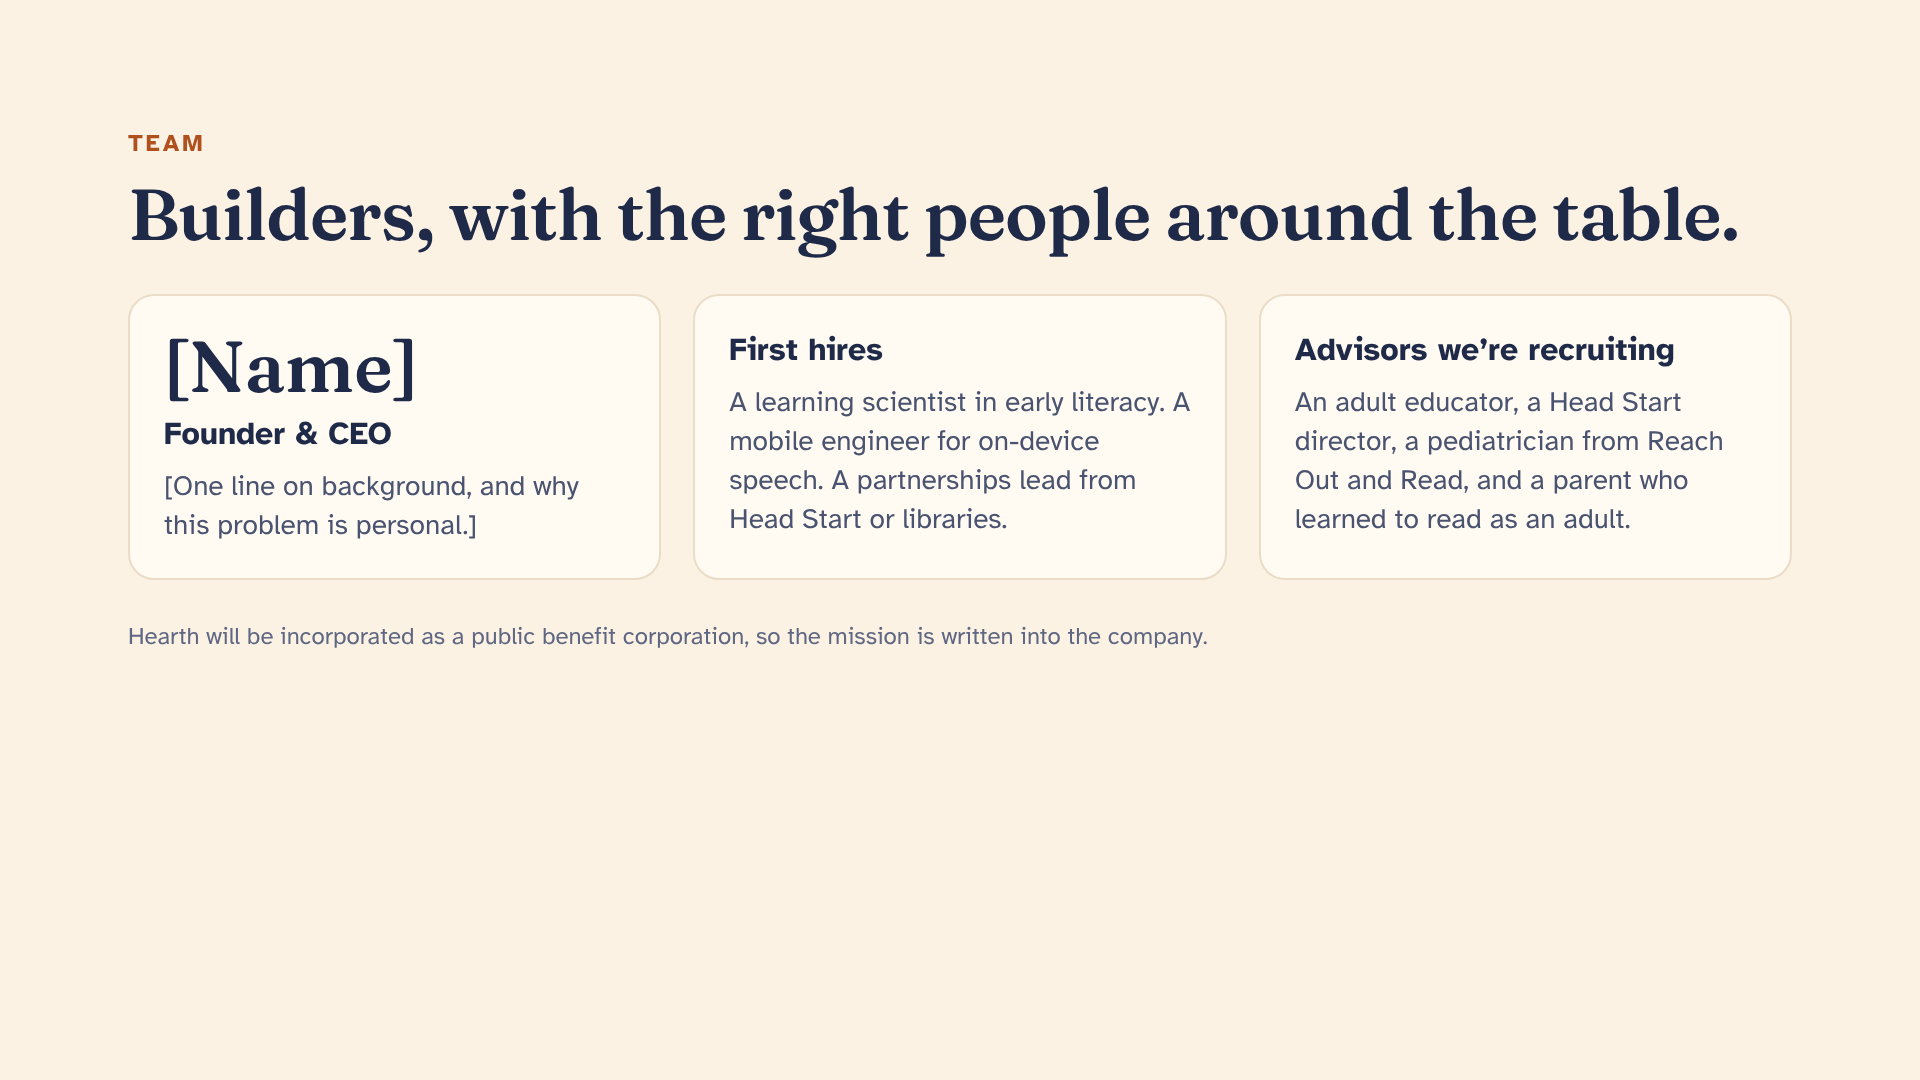 TEAM
Builders, with the right people around the table.
[Name]
Founder & CEO
[One line on background, and why
this problem is personal.]
First hires
A learning scientist in early literacy. A
mobile engineer for on-device
speech. A partnerships lead from
Head Start or libraries.
Advisors we’re recruiting
An adult educator, a Head Start
director, a pediatrician from Reach
Out and Read, and a parent who
learned to read as an adult.
Hearth will be incorporated as a public benefit corporation, so the mission is written into the company.